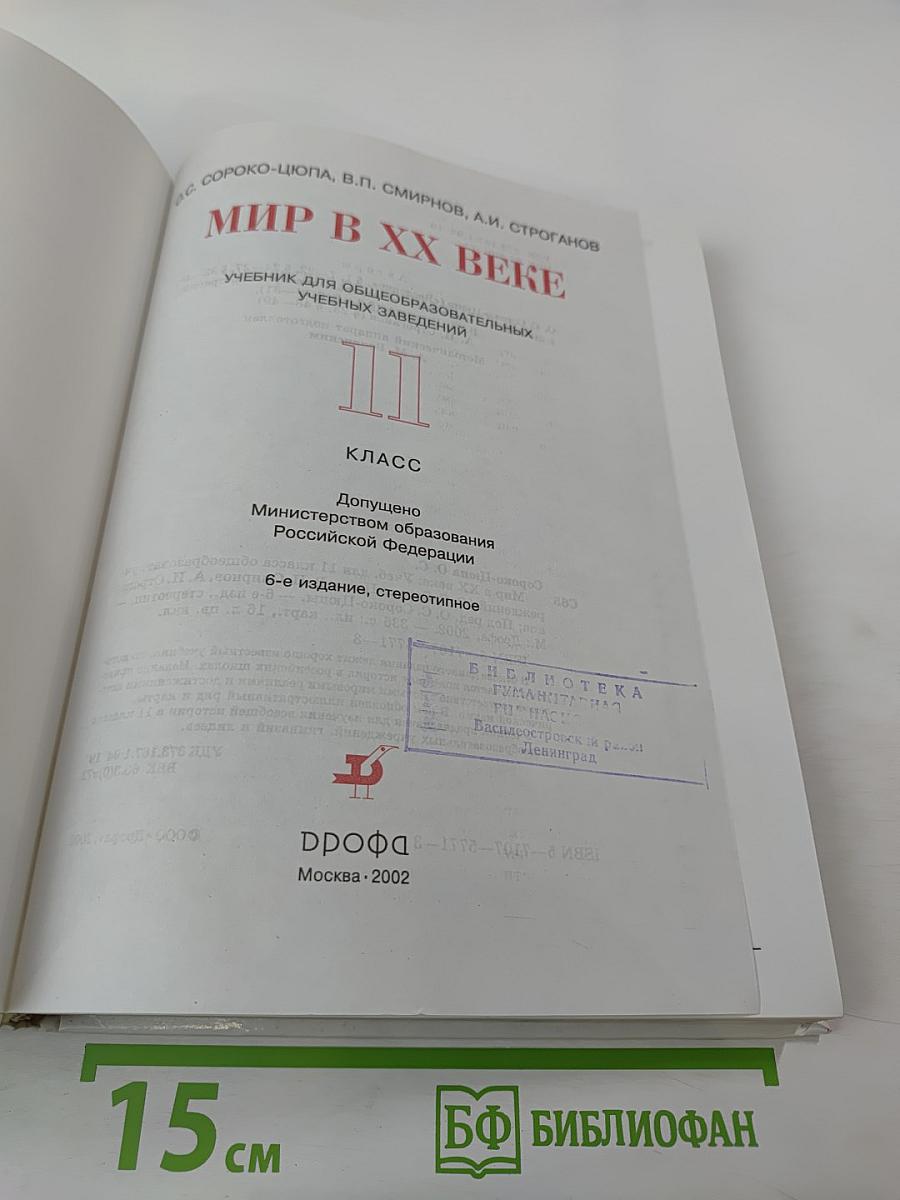 О.С. СОРОКО-ЦЮПА, В.П. СМИРНОВ, А.И. СТРОГАНОВ
МИР В XX ВЕКЕ
УЧЕБНИК ДЛЯ ОБЩЕОБРАЗОВАТЕЛЬНЫХ
УЧЕБНЫХ ЗАВЕДЕНИЙ
11
КЛАСС
Допущено
Министерством образования
Российской Федерации
6-е издание, стереотипное
БИБЛИОТЕКА
ГУМАНИТАРНАЯ
Василеостровский район
Ленинград
дрофа
Москва · 2002
15 см
БФ БИБЛИОФАН